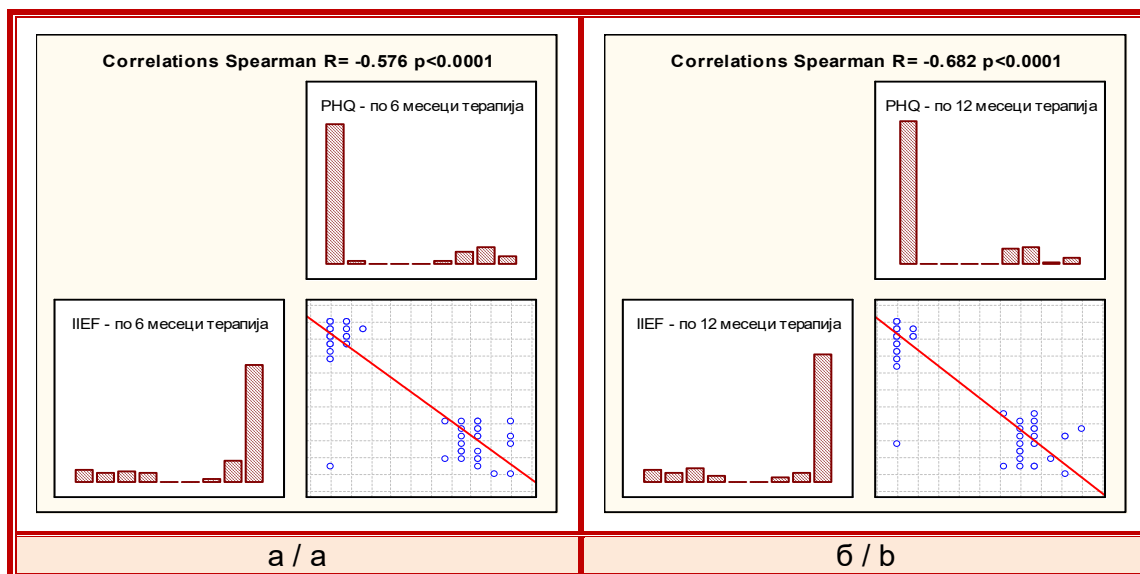 Correlations Spearman R= -0.576 p<0.0001
PHQ - по 6 месеци терапија
IIEF - по 6 месеци терапија
а / a
Correlations Spearman R= -0.682 p<0.0001
PHQ - по 12 месеци терапија
IIEF - по 12 месеци терапија
б / b